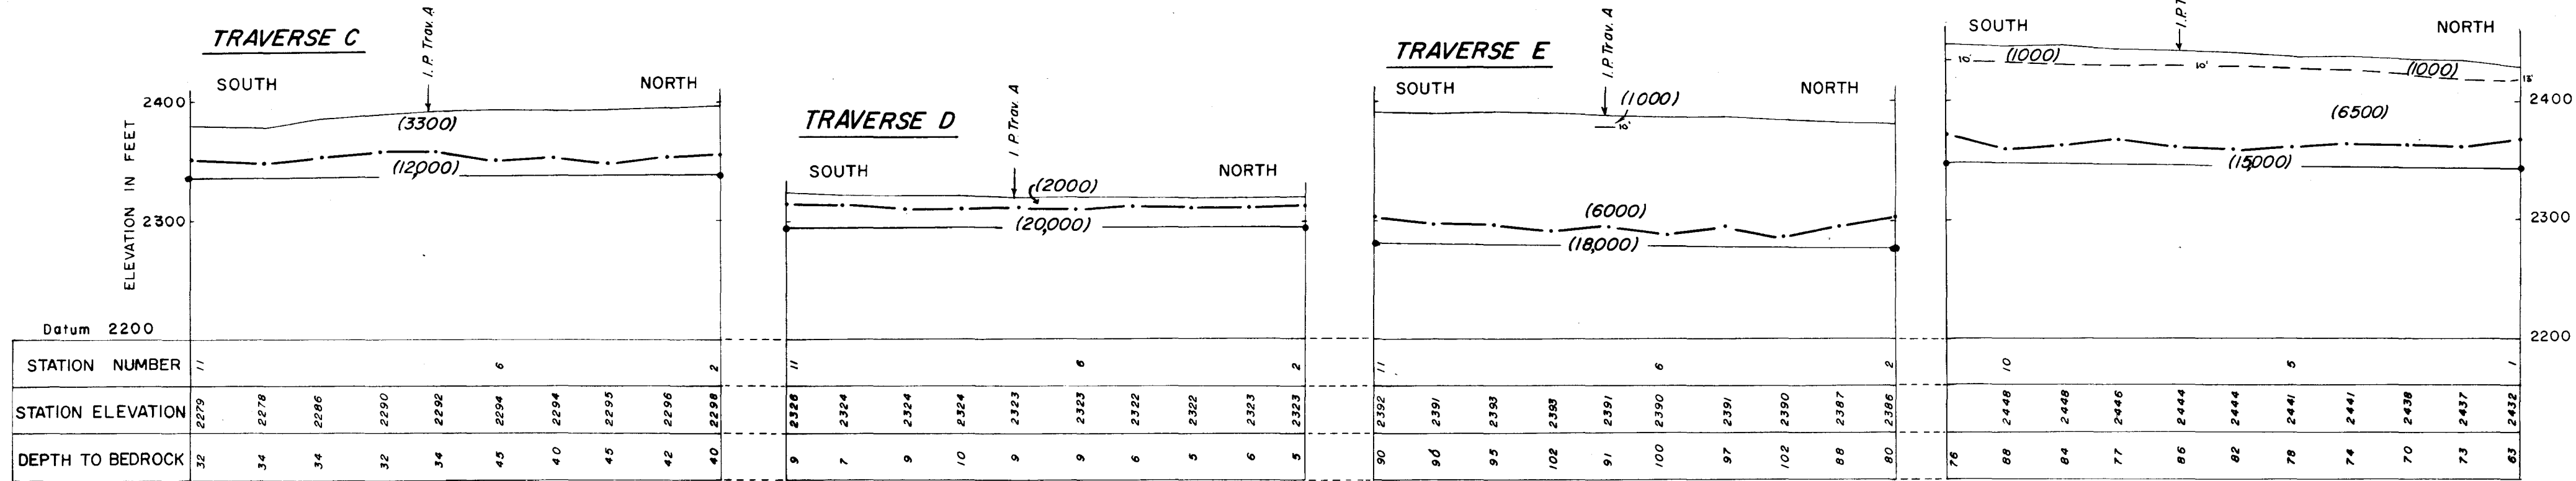 TRAVERSE C
I.P. Trav. A
SOUTH
NORTH
2400
(3300)
(12,000)
2300
ELEVATION IN FEET
Datum 2200
TRAVERSE D
I.P. Trav. A
SOUTH
NORTH
(2000)
(20,000)
TRAVERSE E
I.P. Trav. A
SOUTH
NORTH
(1000)
10'
(6000)
(18,000)
I.P.
SOUTH
NORTH
10'
(1000)
10'
(1000)
(6500)
(15,000)
2400
2300
2200
STATION NUMBER 11 6 2 11 6 2 11 6 2 10 5 1
STATION ELEVATION 2279 2278 2286 2290 2292 2294 2294 2295 2296 2298 2326 2324 2324 2324 2323 2323 2322 2322 2323 2323 2392 2391 2393 2393 2391 2390 2391 2390 2387 2386 2448 2448 2446 2444 2444 2441 2441 2438 2437 2432
DEPTH TO BEDROCK 32 34 34 32 34 45 40 45 42 40 9 7 9 10 9 9 6 5 6 5 90 90 95 102 91 100 97 102 88 80 76 88 84 77 86 82 78 74 70 73 63